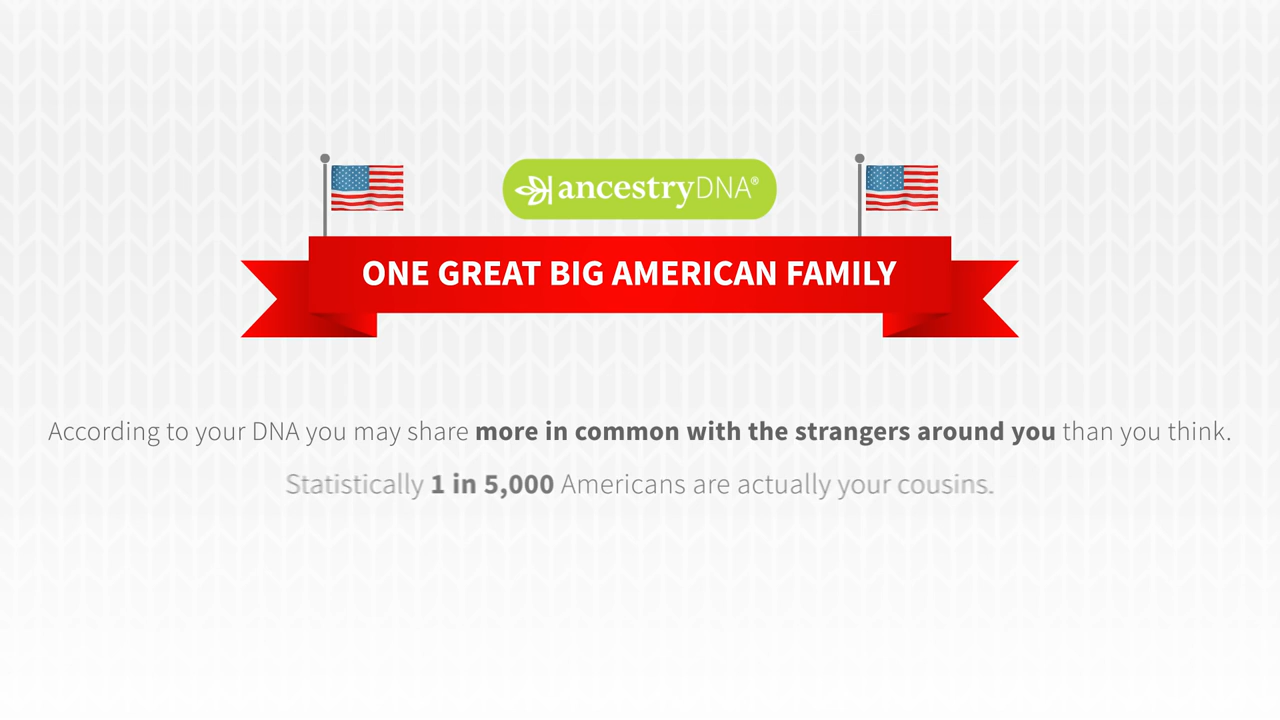 ancestryDNA®
ONE GREAT BIG AMERICAN FAMILY
According to your DNA you may share more in common with the strangers around you than you think.
Statistically 1 in 5,000 Americans are actually your cousins.